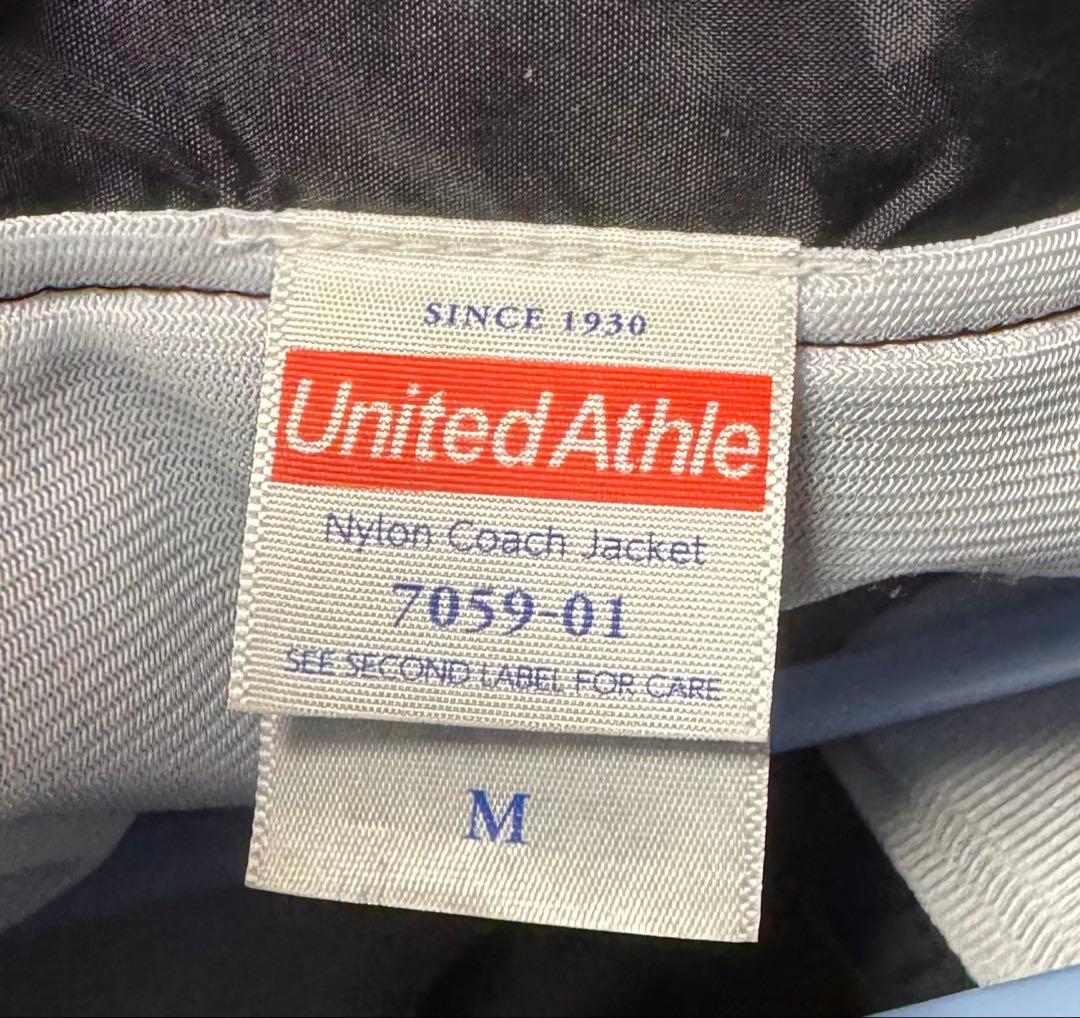 SINCE 1930
United Athle
Nylon Coach Jacket
7059-01
SEE SECOND LABEL FOR CARE
M